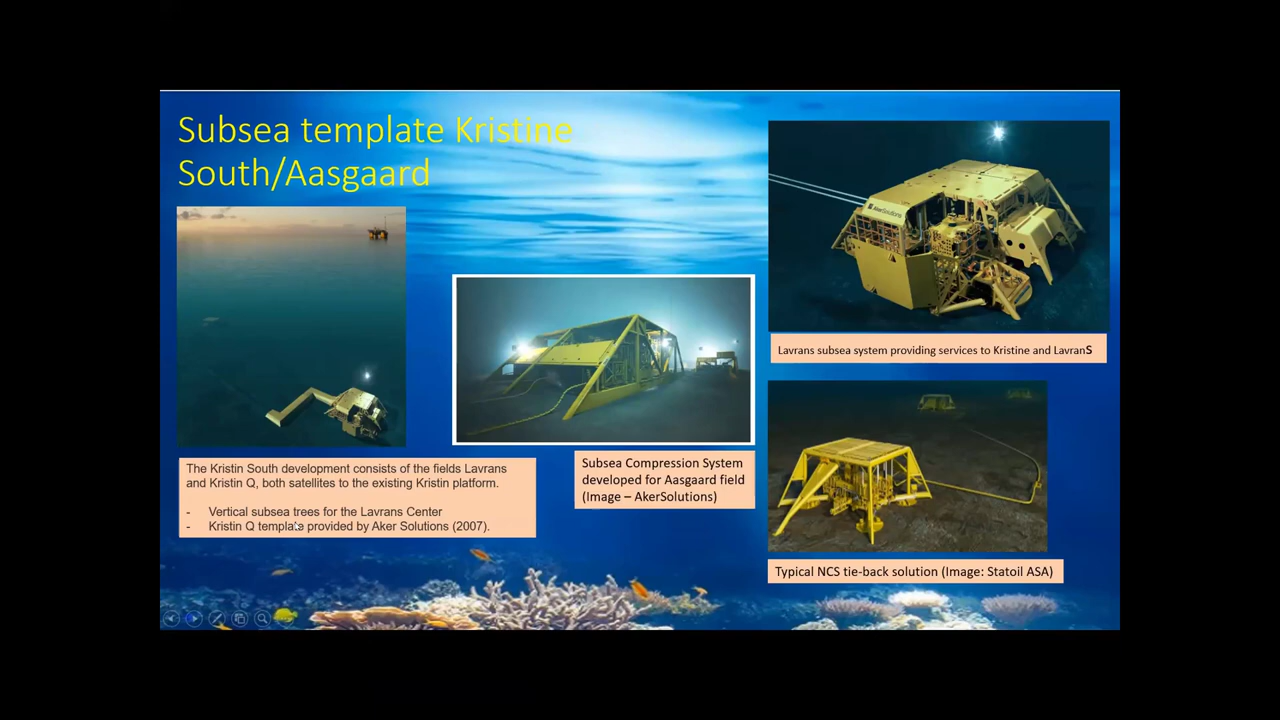 Subsea template Kristine
South/Aasgaard
AkerSolutions
Lavrans subsea system providing services to Kristine and LavranS
The Kristin South development consists of the fields Lavrans
and Kristin Q, both satellites to the existing Kristin platform.
- Vertical subsea trees for the Lavrans Center
- Kristin Q template provided by Aker Solutions (2007).
Subsea Compression System
developed for Aasgaard field
(Image – AkerSolutions)
Typical NCS tie-back solution (Image: Statoil ASA)